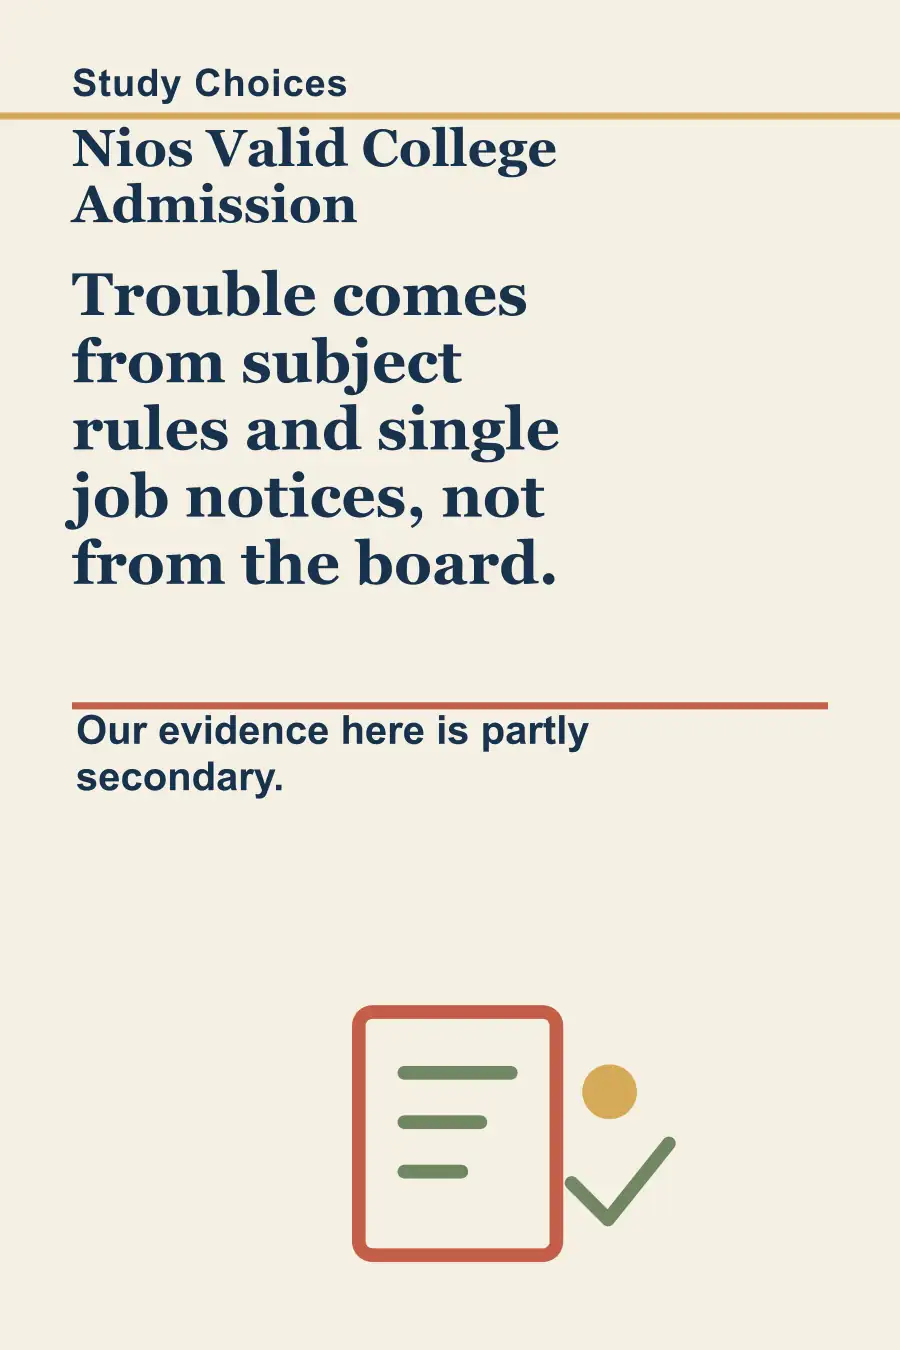 Study Choices
Nios Valid College
Admission
Trouble comes
from subject
rules and single
job notices, not
from the board.
Our evidence here is partly
secondary.